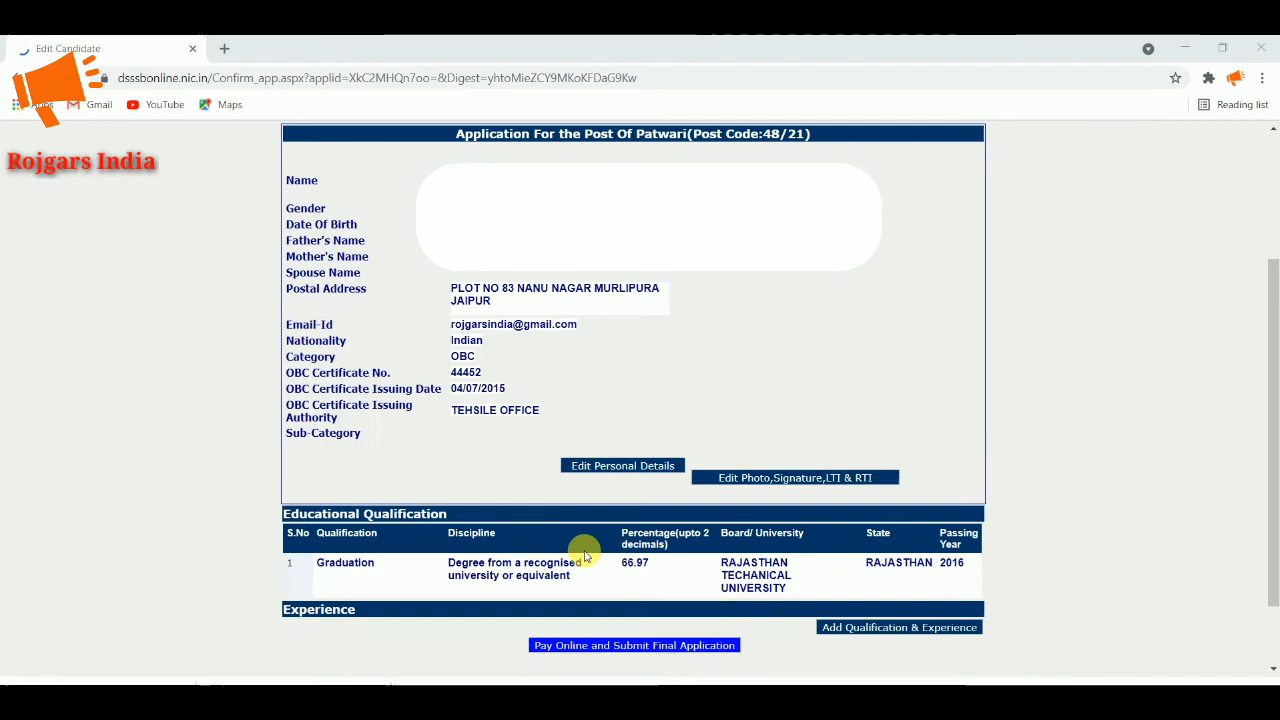 Edit Candidate
dsssbonline.nic.in/Confirm_app.aspx?applid=XkC2MHQn7oo=&Digest=yhtoMieZCY9MKoKFDaG9Kw
Apps Gmail YouTube Maps Reading list
Rojgars India
Application For the Post Of Patwari(Post Code:48/21)
Name
Gender
Date Of Birth
Father's Name
Mother's Name
Spouse Name
Postal Address PLOT NO 83 NANU NAGAR MURLIPURA
JAIPUR
Email-Id rojgarsindia@gmail.com
Nationality Indian
Category OBC
OBC Certificate No. 44452
OBC Certificate Issuing Date 04/07/2015
OBC Certificate Issuing
Authority TEHSILE OFFICE
Sub-Category
Edit Personal Details
Edit Photo,Signature,LTI & RTI
Educational Qualification
S.No Qualification Discipline Percentage(upto 2 Board/ University State Passing
decimals) Year
1 Graduation Degree from a recognised 66.97 RAJASTHAN RAJASTHAN 2016
university or equivalent TECHANICAL
UNIVERSITY
Experience
Add Qualification & Experience
Pay Online and Submit Final Application